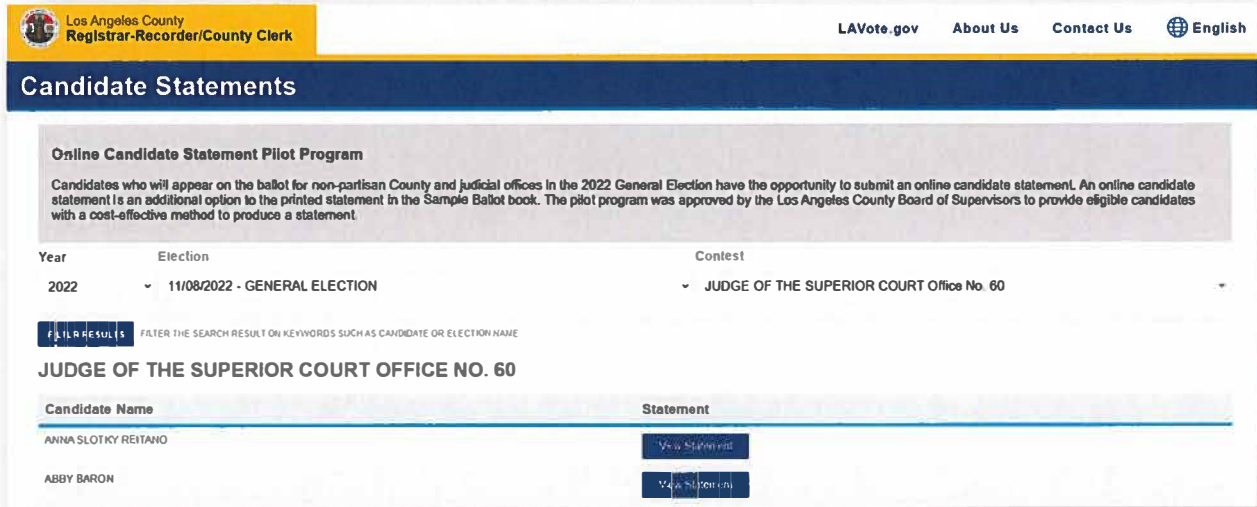 Los Angeles County
Registrar-Recorder/County Clerk
LAVote.gov About Us Contact Us English
Candidate Statements
Online Candidate Statement Pilot Program
Candidates who will appear on the ballot for non-partisan County and judicial offices in the 2022 General Election have the opportunity to submit an online candidate statement. An online candidate
statement is an additional option to the printed statement in the Sample Ballot book. The pilot program was approved by the Los Angeles County Board of Supervisors to provide eligible candidates
with a cost-effective method to produce a statement.
Year Election Contest
2022 11/08/2022 - GENERAL ELECTION JUDGE OF THE SUPERIOR COURT Office No. 60
FILTER RESULTS FILTER THE SEARCH RESULT ON KEYWORDS SUCH AS CANDIDATE OR ELECTION NAME
JUDGE OF THE SUPERIOR COURT OFFICE NO. 60
Candidate Name Statement
ANNA SLOTKY REITANO View Statement
ABBY BARON View Statement